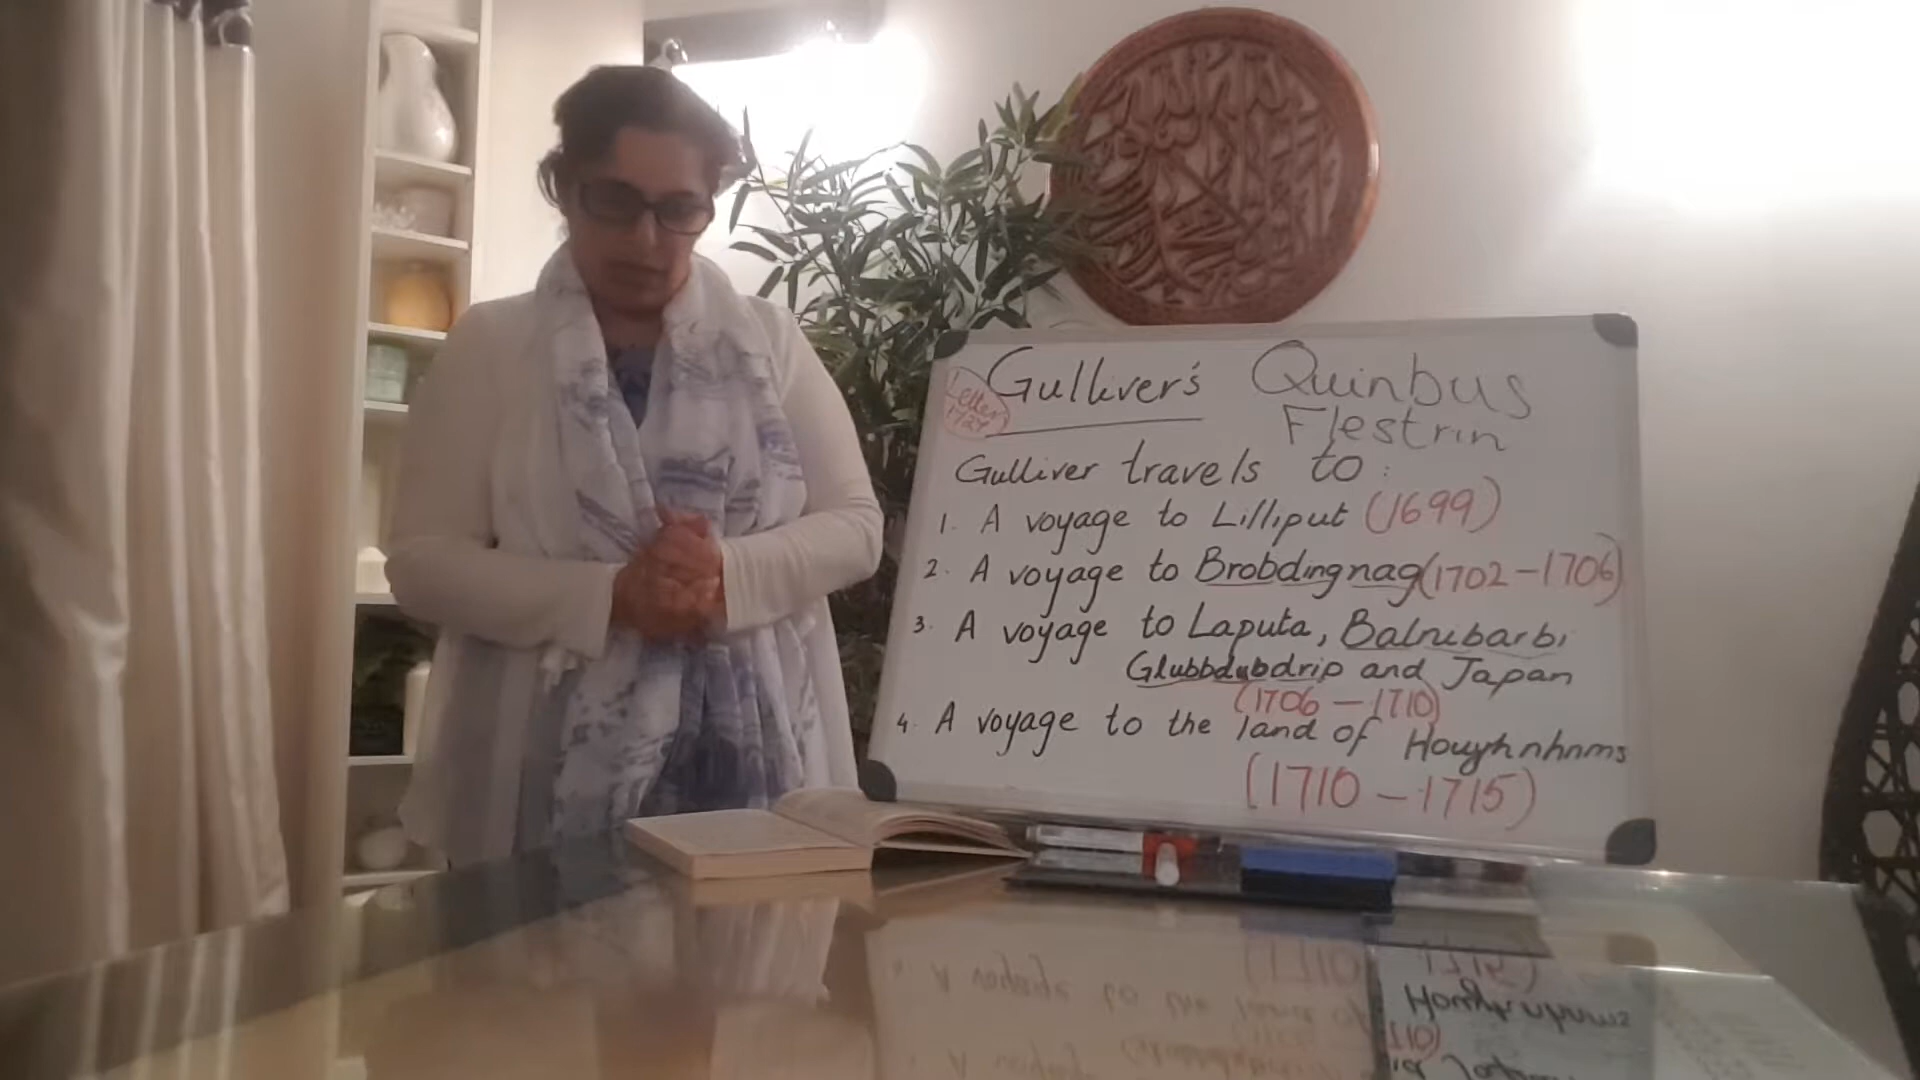 Letter
1727
Gulliver's
Quinbus
Flestrin
Gulliver travels to:
1. A voyage to Lilliput (1699)
2. A voyage to Brobdingnag (1702 – 1706)
3. A voyage to Laputa, Balnibarbi
Glubbdubdrip and Japan
(1706 – 1710)
4. A voyage to the land of Houyhnhnms
(1710 – 1715)